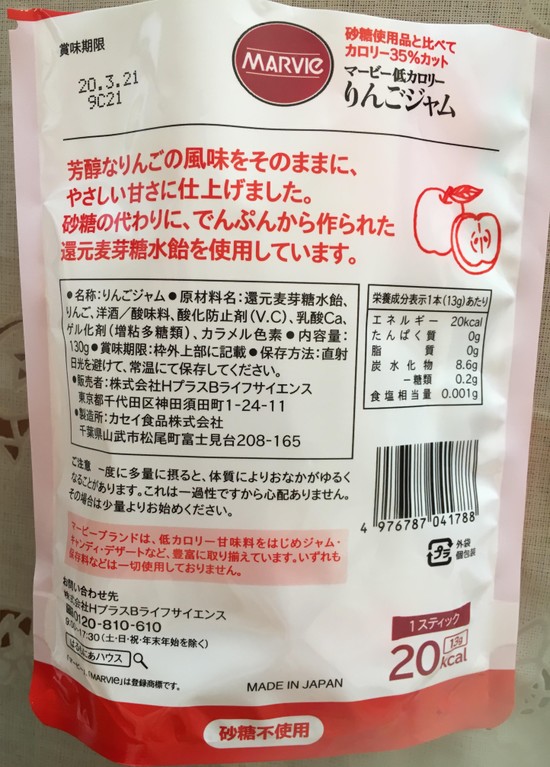 賞味期限
20.3.21
9C21
MARVIe
砂糖使用品と比べて
カロリー35%カット
マービー低カロリー
りんごジャム
芳醇なりんごの風味をそのままに、
やさしい甘さに仕上げました。
砂糖の代わりに、でんぷんから作られた
還元麦芽糖水飴を使用しています。
●名称:りんごジャム●原材料名:還元麦芽糖水飴、
りんご、洋酒/酸味料、酸化防止剤(V.C)、乳酸Ca、
ゲル化剤(増粘多糖類)、カラメル色素●内容量:
130g●賞味期限:枠外上部に記載●保存方法:直射
日光を避けて、常温にて保存してください。
●販売者:株式会社HプラスBライフサイエンス
東京都千代田区神田須田町1-24-11
●製造所:カセイ食品株式会社
千葉県山武市松尾町富士見台208-165
栄養成分表示1本(13g)あたり
エネルギー 20kcal
たんぱく質 0g
脂質 0g
炭水化物 8.6g
-糖類 0.2g
食塩相当量 0.001g
ご注意 一度に多量に摂ると、体質によりおなかがゆるく
なることがあります。これは一過性ですから心配ありません。
その場合は少量よりお始めください。
4 976787 041788
マービーブランドは、低カロリー甘味料をはじめジャム・
キャンディ・デザートなど、豊富に取り揃えています。いずれも
保存料などは一切使用しておりません。
プラ
外袋
個包装
お問い合わせ先
株式会社HプラスBライフサイエンス
0120-810-610
9:00-17:30(土・日・祝・年末年始を除く)
はるにあハウス
「マービー」、「MARVIe」は登録商標です。
1スティック
13g
20kcal
MADE IN JAPAN
砂糖不使用